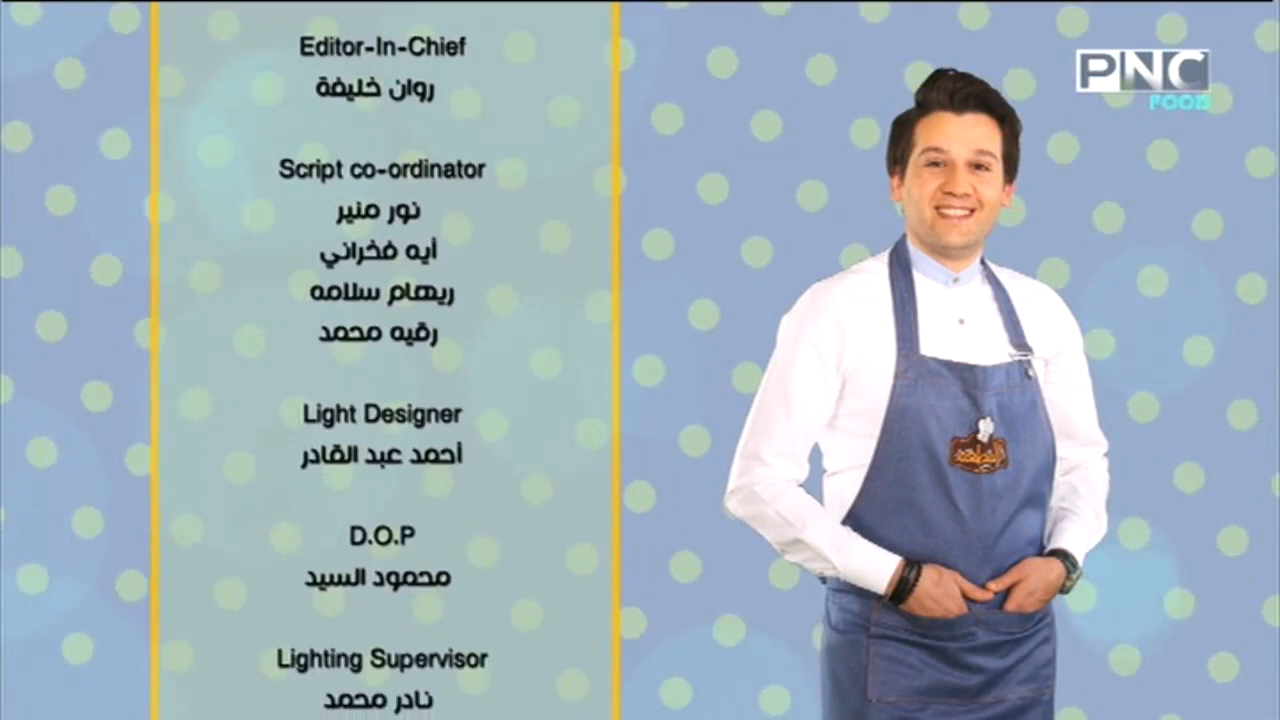 Editor-In-Chief
روان خليفة
Script co-ordinator
نور منير
أيه فخراني
ريهام سلامه
رقيه محمد
Light Designer
أحمد عبد القادر
D.O.P
محمود السيد
Lighting Supervisor
نادر محمد
PNC
FOOD